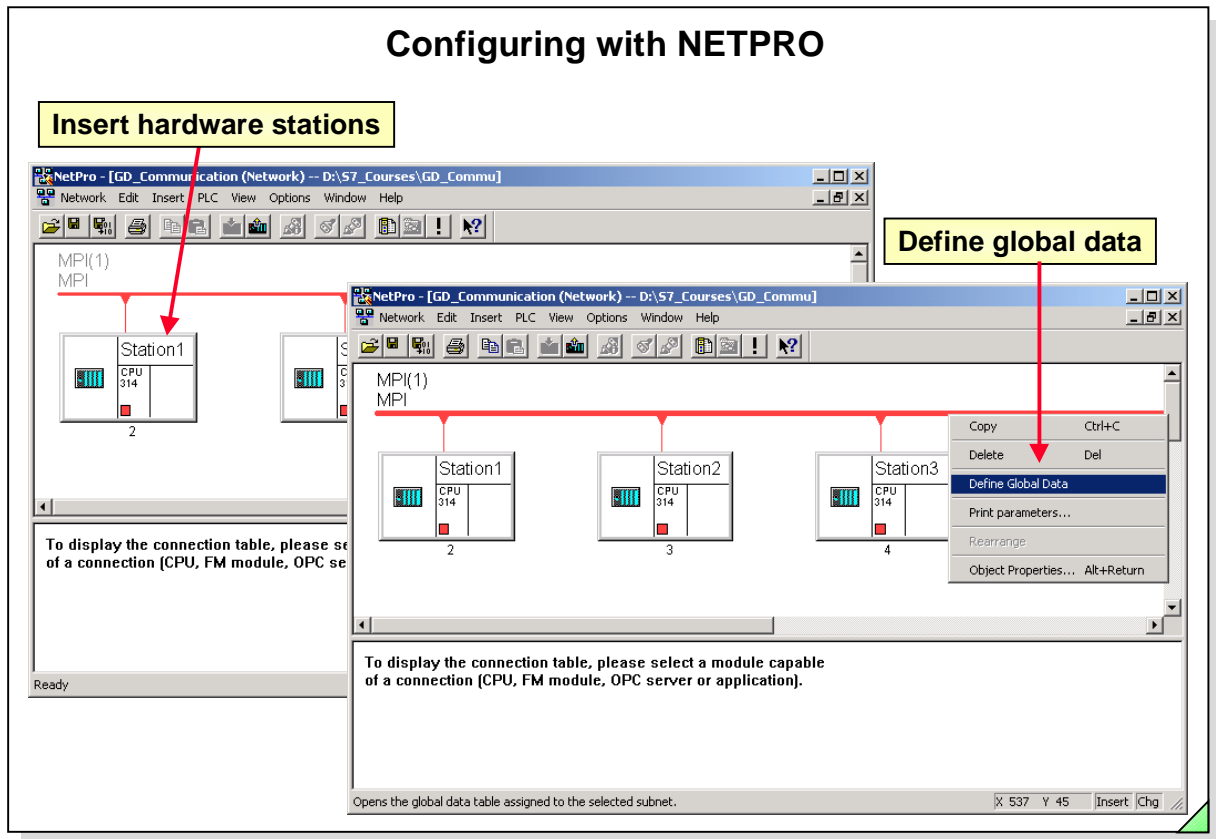 Configuring with NETPRO
Insert hardware stations
NetPro - [GD_Communication (Network) -- D:\S7_Courses\GD_Commu]
Network Edit Insert PLC View Options Window Help
MPI(1)
MPI
Station1
CPU
314
2
To display the connection table, please se
of a connection (CPU, FM module, OPC se
Ready
Define global data
NetPro - [GD_Communication (Network) -- D:\S7_Courses\GD_Commu]
Network Edit Insert PLC View Options Window Help
MPI(1)
MPI
Station1
CPU
314
2
Station2
CPU
314
3
Station3
CPU
314
4
Copy Ctrl+C
Delete Del
Define Global Data
Print parameters...
Rearrange
Object Properties... Alt+Return
To display the connection table, please select a module capable
of a connection (CPU, FM module, OPC server or application).
Opens the global data table assigned to the selected subnet. X 537 Y 45 Insert Chg